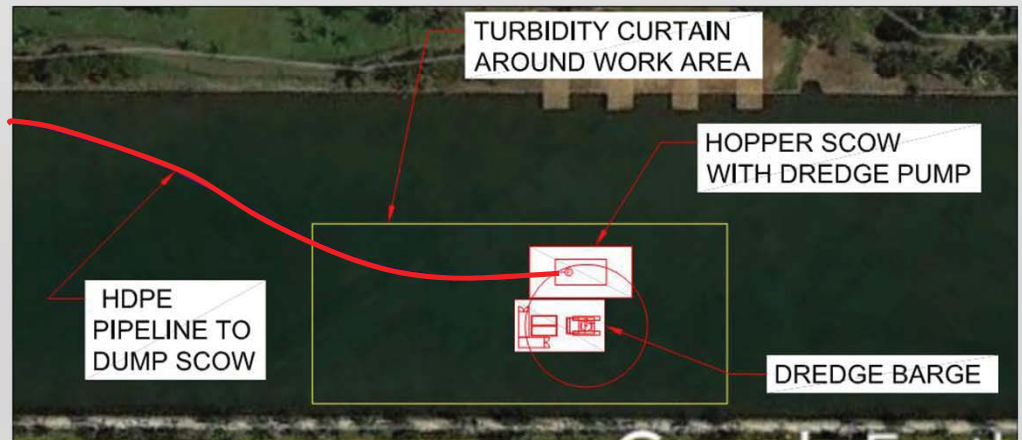 TURBIDITY CURTAIN
AROUND WORK AREA
HOPPER SCOW
WITH DREDGE PUMP
HDPE
PIPELINE TO
DUMP SCOW
DREDGE BARGE